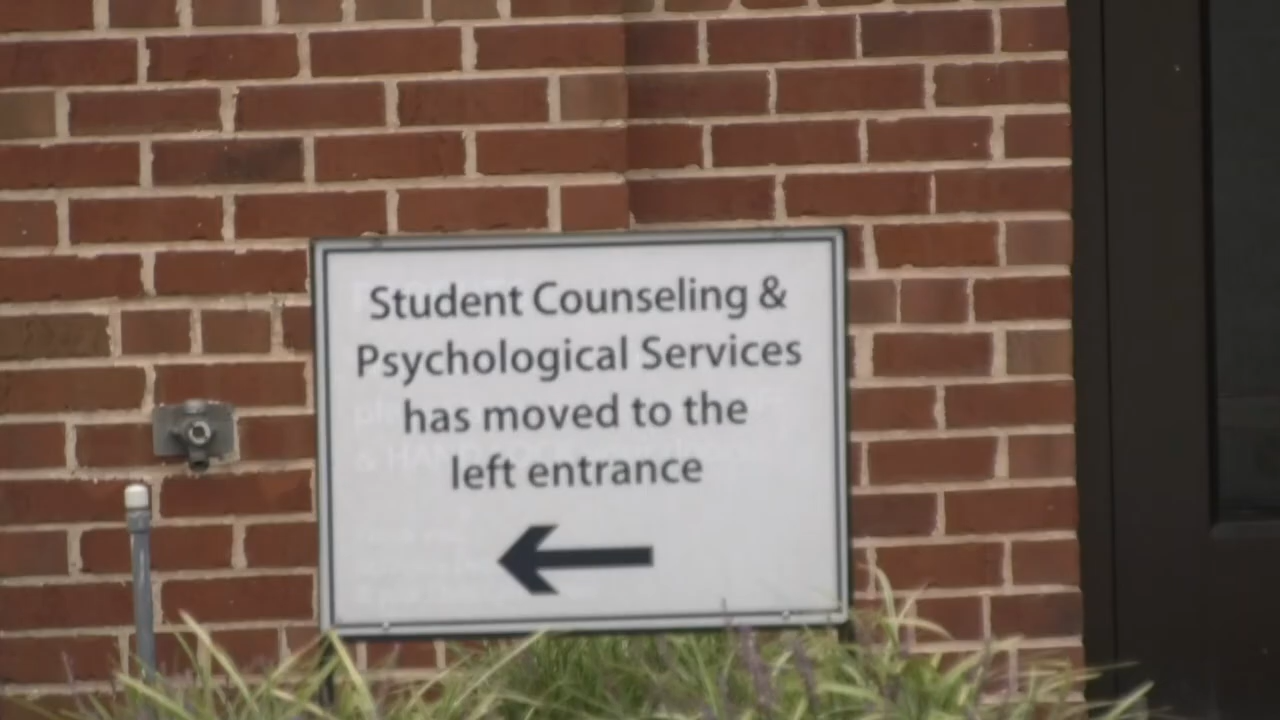 Student Counseling &
Psychological Services
has moved to the
left entrance